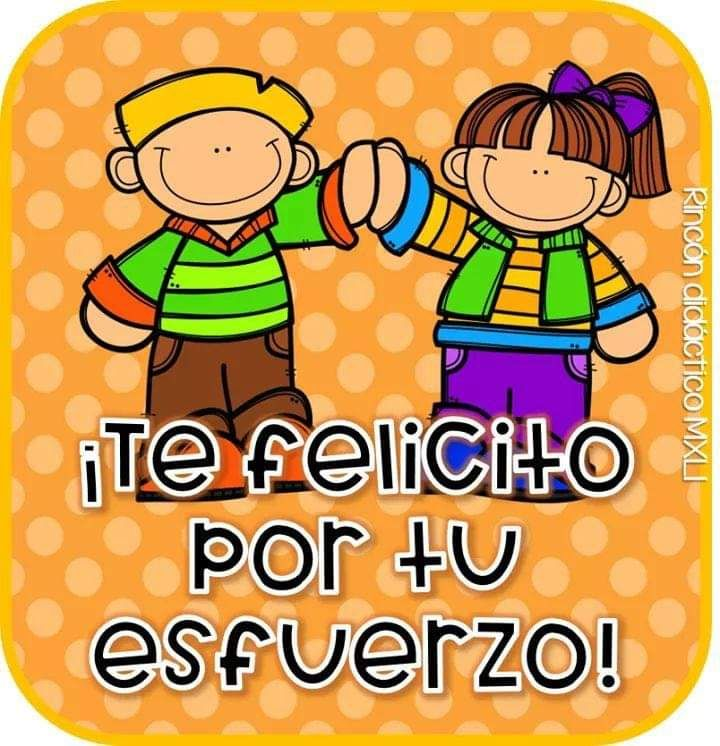 ¡Te felicito
por tu
esfuerzo!
Rincón didáctico MXLI